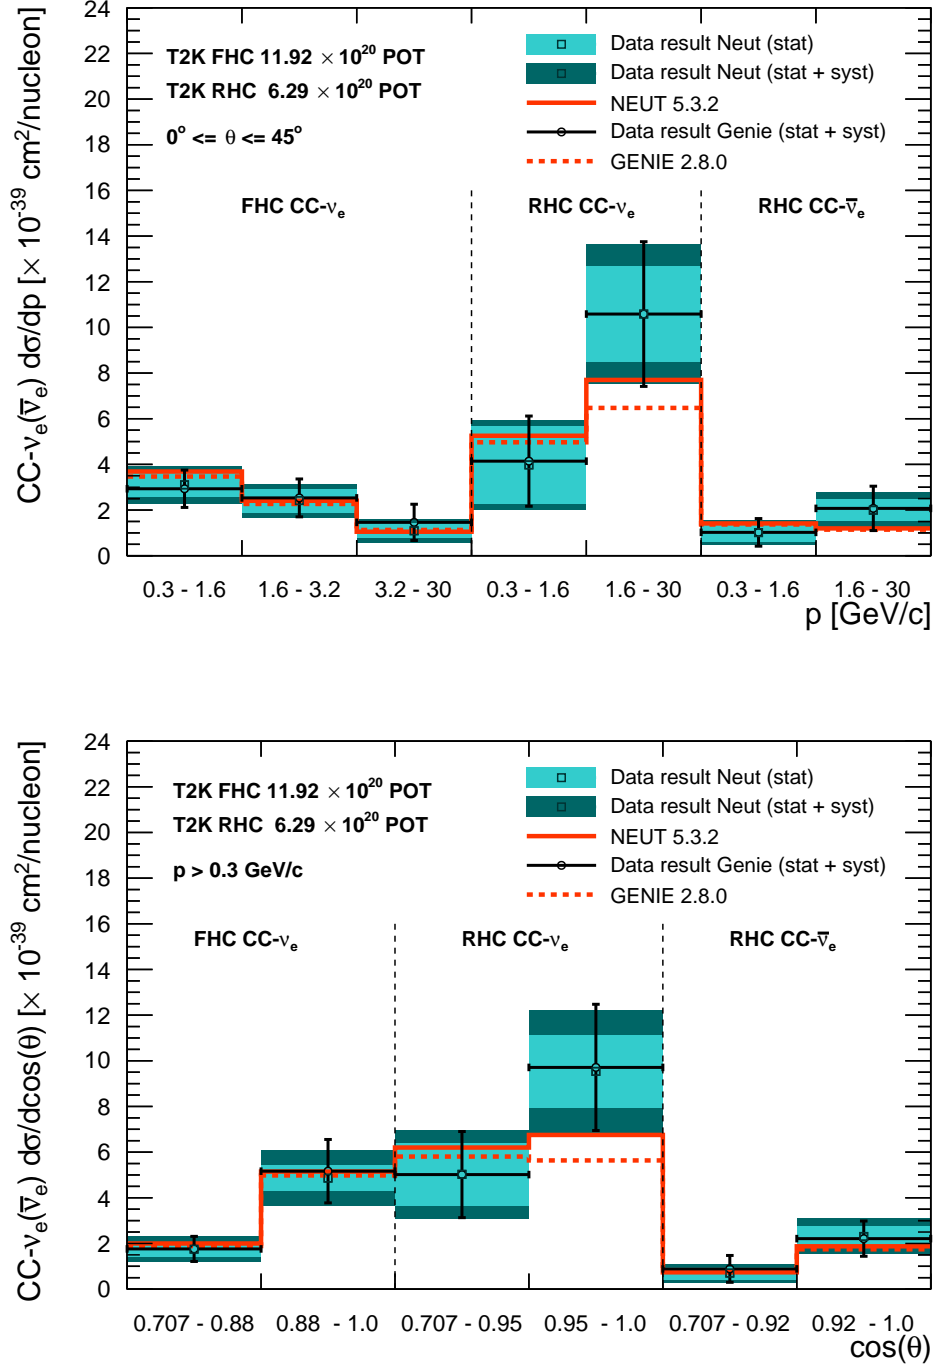 24
22
20
18
16
14
12
10
8
6
4
2
0
CC-νe(ν̅e) dσ/dp [× 10-39 cm2/nucleon]
T2K FHC 11.92 × 10^20 POT
T2K RHC 6.29 × 10^20 POT
0° <= θ <= 45°
Data result Neut (stat)
Data result Neut (stat + syst)
NEUT 5.3.2
Data result Genie (stat + syst)
GENIE 2.8.0
FHC CC-νe
RHC CC-νe
RHC CC-ν̅e
0.3 - 1.6
1.6 - 3.2
3.2 - 30
0.3 - 1.6
1.6 - 30
0.3 - 1.6
1.6 - 30
p [GeV/c]
24
22
20
18
16
14
12
10
8
6
4
2
0
CC-νe(ν̅e) dσ/dcos(θ) [× 10-39 cm2/nucleon]
T2K FHC 11.92 × 10^20 POT
T2K RHC 6.29 × 10^20 POT
p > 0.3 GeV/c
Data result Neut (stat)
Data result Neut (stat + syst)
NEUT 5.3.2
Data result Genie (stat + syst)
GENIE 2.8.0
FHC CC-νe
RHC CC-νe
RHC CC-ν̅e
0.707 - 0.88
0.88 - 1.0
0.707 - 0.95
0.95 - 1.0
0.707 - 0.92
0.92 - 1.0
cos(θ)